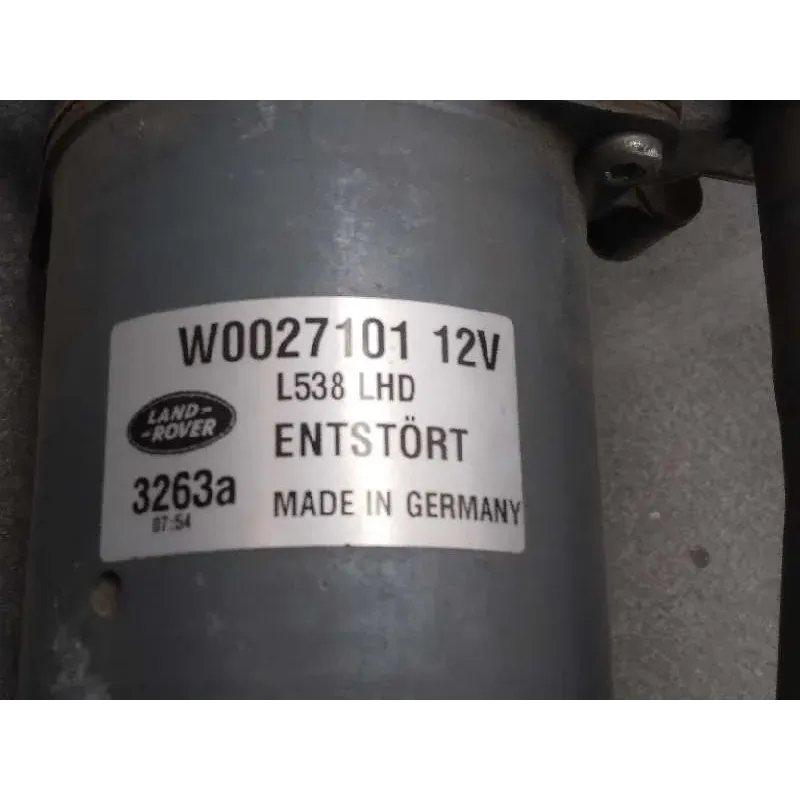 W0027101 12V
L538 LHD
LAND-
-ROVER
ENTSTÖRT
3263a
MADE IN GERMANY
07:54